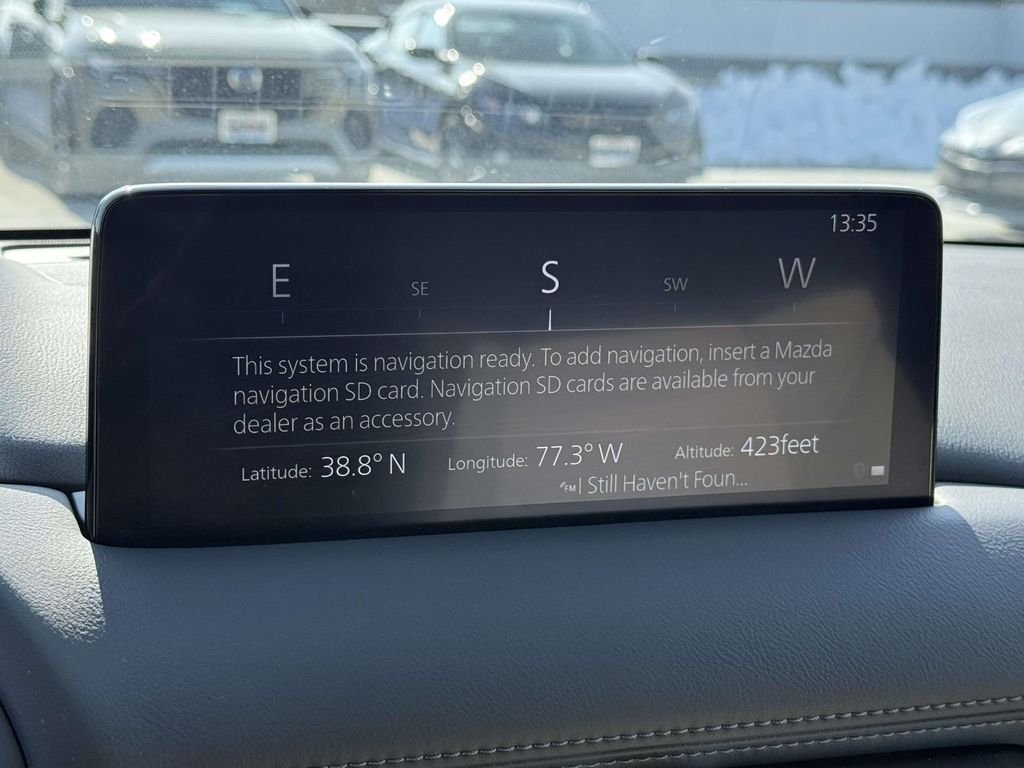 13:35
E SE S SW W
This system is navigation ready. To add navigation, insert a Mazda
navigation SD card. Navigation SD cards are available from your
dealer as an accessory.
Latitude: 38.8° N Longitude: 77.3° W Altitude: 423feet
FM I Still Haven't Foun...